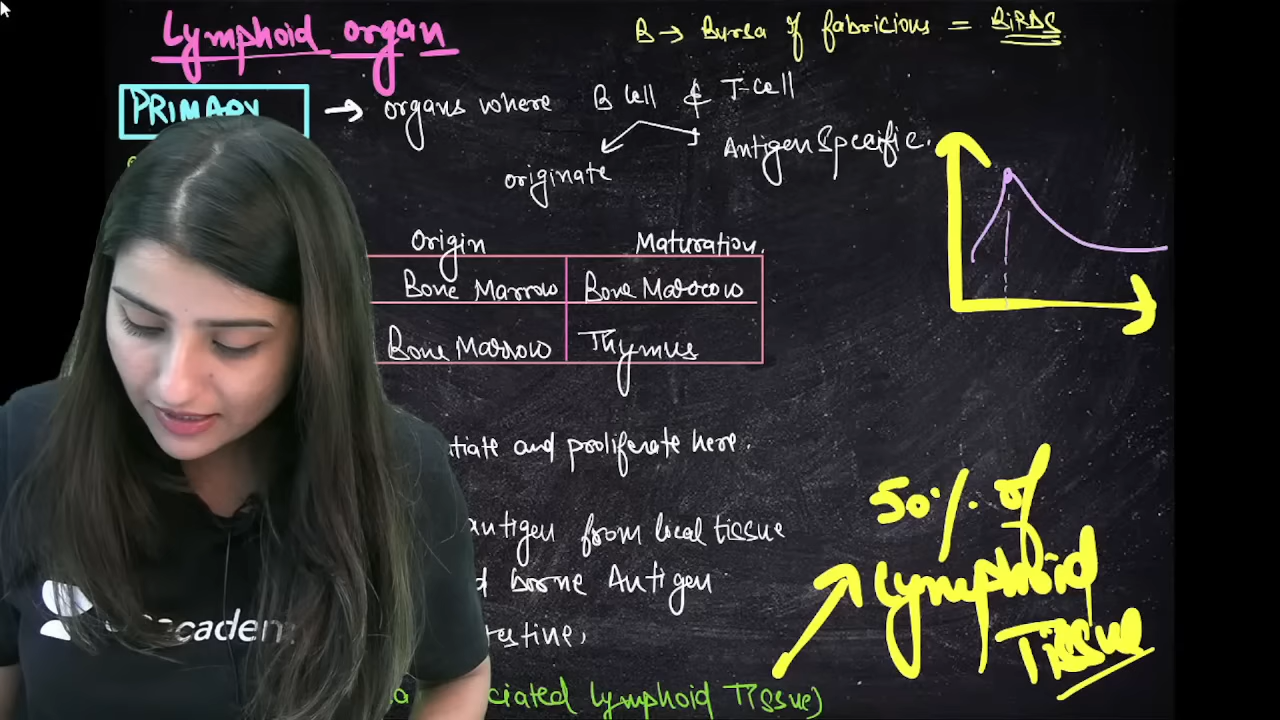 Lymphoid organ
B → Bursa of fabricious = BIRDS
PRIMARY → organs where B Cell & T-cell
originate
Antigen Specific.
Origin Maturation.
Bone Marrow Bone Marrow
Bone Marrow Thymus
tiate and proliferate here.
antigen from local tissue
borne Antigen
50% of
Lymphoid
Tissue
ciated lymphoid Tissue)